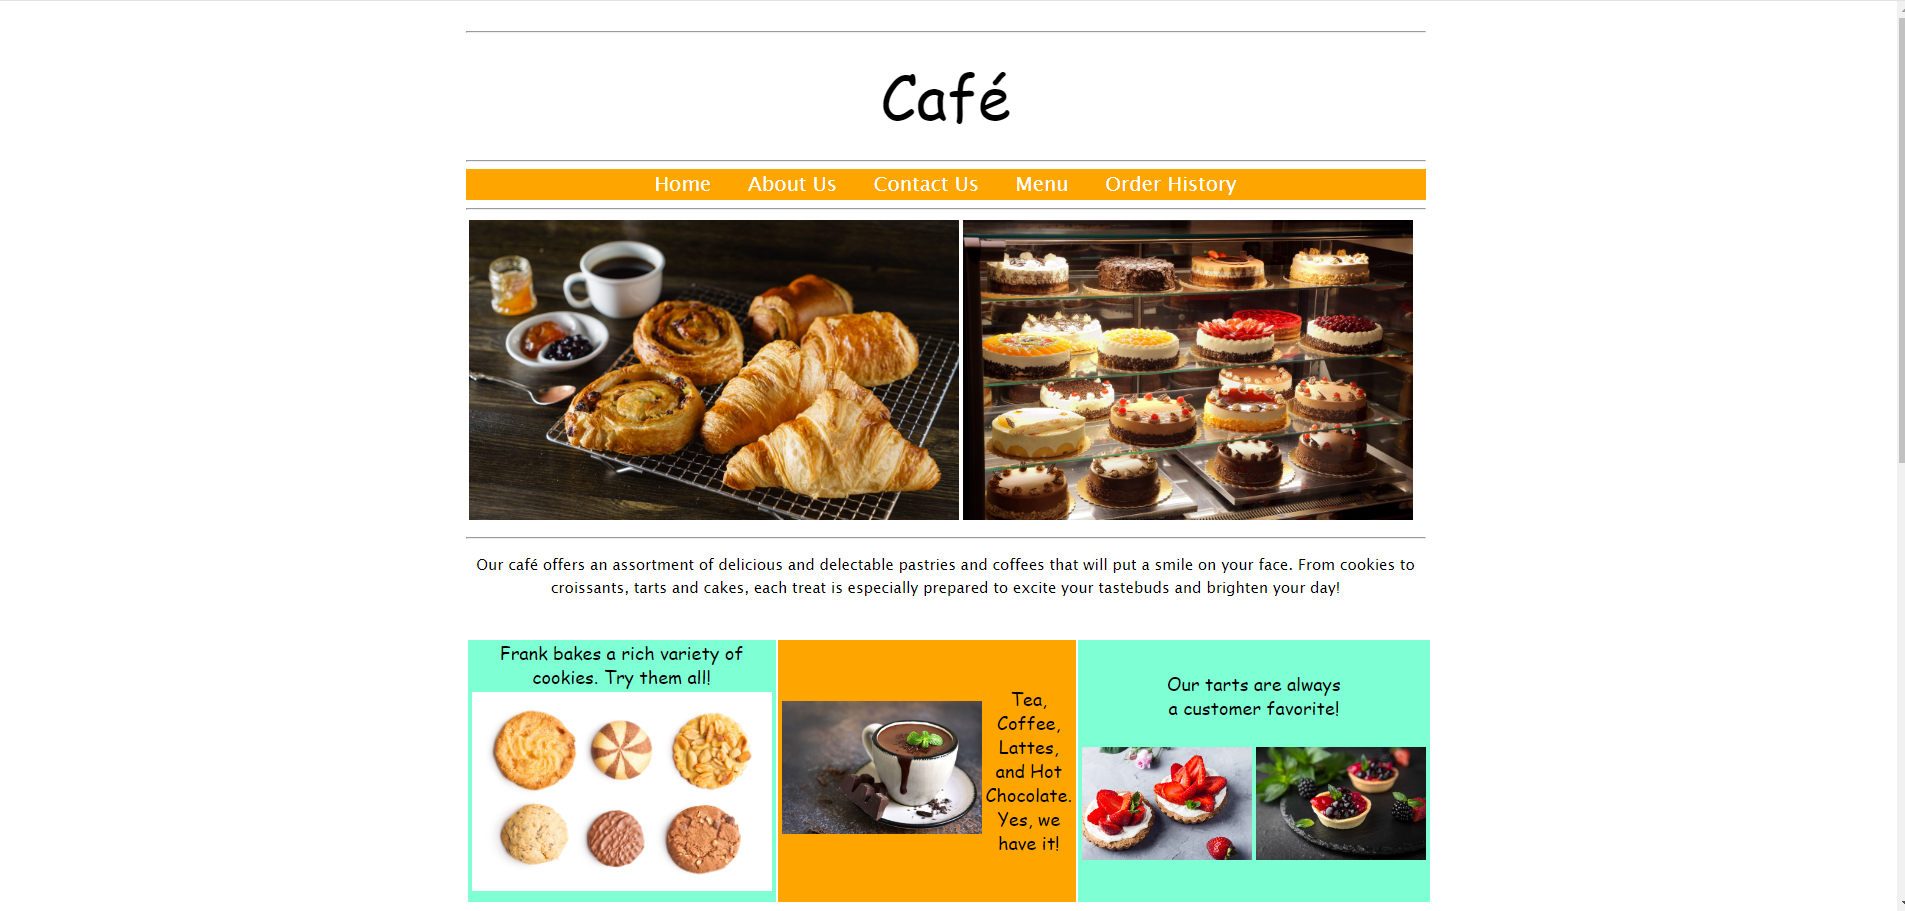 Café
Home About Us Contact Us Menu Order History
Our café offers an assortment of delicious and delectable pastries and coffees that will put a smile on your face. From cookies to
croissants, tarts and cakes, each treat is especially prepared to excite your tastebuds and brighten your day!
Frank bakes a rich variety of
cookies. Try them all!
Tea,
Coffee,
Lattes,
and Hot
Chocolate.
Yes, we
have it!
Our tarts are always
a customer favorite!